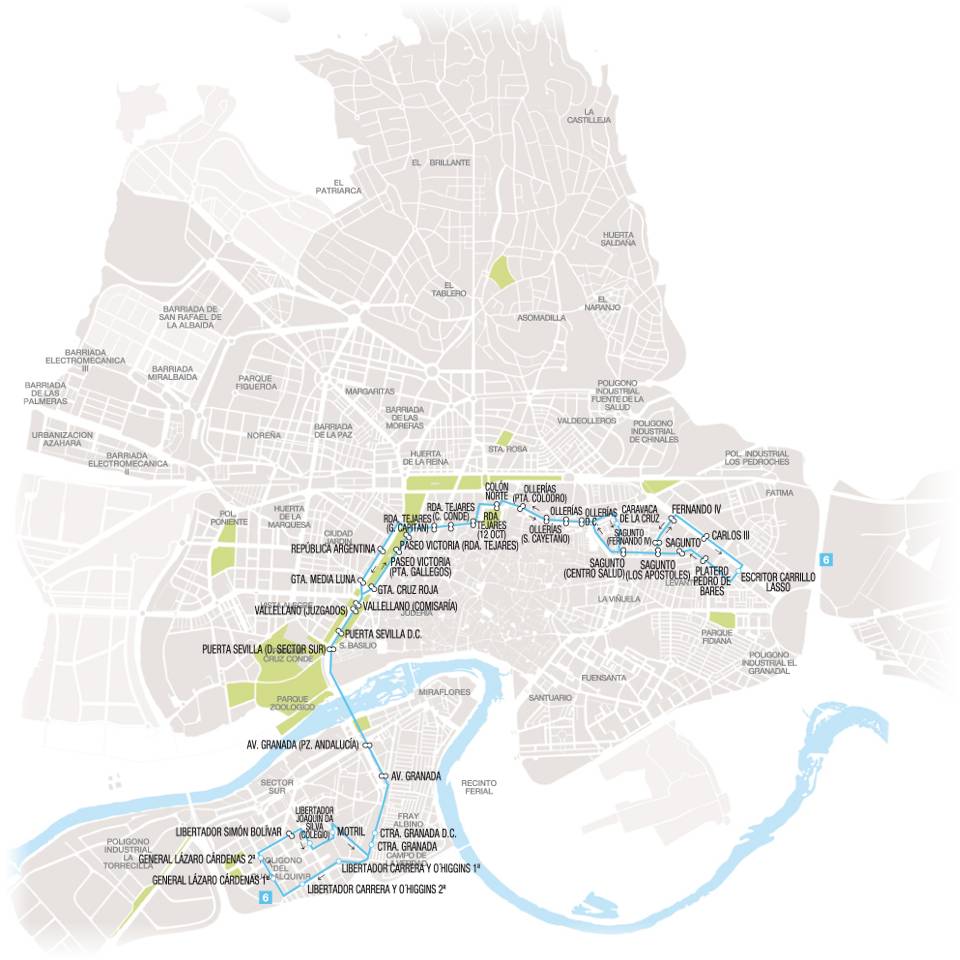 LA
CASTILLEJA
EL BRILLANTE
EL
PATRIARCA
HUERTA
SALDAÑA
EL
TABLERO
EL
NARANJO
ASOMADILLA
BARRIADA DE
SAN RAFAEL DE
LA ALBAIDA
BARRIADA
ELECTROMECANICA
III
BARRIADA
MIRALBAIDA
PARQUE
FIGUEROA
MARGARITAS
BARRIADA
DE LAS
PALMERAS
POLIGONO
INDUSTRIAL
FUENTE DE LA
SALUD
BARRIADA
DE LAS
MORERAS
VALDEOLLEROS
POLIGONO
INDUSTRIAL
DE CHINALES
BARRIADA
DE LA PAZ
NOREÑA
URBANIZACION
AZAHARA
BARRIADA
ELECTROMECANICA
II
HUERTA
DE LA REINA
STA. ROSA
POL. INDUSTRIAL
LOS PEDROCHES
FATIMA
COLÓN
NORTE
OLLERÍAS
(PTA. COLODRO)
POL.
PONIENTE
HUERTA
DE LA
MARQUESA
CIUDAD
JARDIN
RDA. TEJARES
(G. CAPITAN)
RDA. TEJARES
(C. CONDE)
RDA
TEJARES
(12 OCT)
OLLERÍAS
(S. CAYETANO)
OLLERÍAS
OLLERÍAS
D.C.
CARAVACA
DE LA CRUZ
FERNANDO IV
SAGUNTO
(FERNANDO M.)
SAGUNTO
CARLOS III
REPÚBLICA ARGENTINA
PASEO VICTORIA (RDA. TEJARES)
PASEO VICTORIA
(PTA. GALLEGOS)
SAGUNTO
(CENTRO SALUD)
SAGUNTO
(LOS APOSTOLES)
PLATERO
PEDRO DE
BARES
ESCRITOR CARRILLO
LASSO
6
GTA. MEDIA LUNA
GTA. CRUZ ROJA
LA VIÑUELA
VALLELLANO (JUZGADOS)
VALLELLANO (COMISARÍA)
JUDERIA
PUERTA SEVILLA D.C.
PUERTA SEVILLA (D. SECTOR SUR)
S. BASILIO
CRUZ CONDE
PARQUE
FIDIANA
POLIGONO
INDUSTRIAL EL
GRANADAL
FUENSANTA
SANTUARIO
MIRAFLORES
PARQUE
ZOOLOGICO
AV. GRANADA (PZ. ANDALUCÍA)
AV. GRANADA
SECTOR
SUR
RECINTO
FERIAL
LIBERTADOR
JOAQUIN DA
SILVA
(COLEGIO)
FRAY
ALBINO
LIBERTADOR SIMÓN BOLÍVAR
MOTRIL
CTRA. GRANADA D.C.
CTRA. GRANADA
CAMPO DE
POLIGONO
INDUSTRIAL
LA
TORRECILLA
GENERAL LÁZARO CÁRDENAS 2ª
POLIGONO
DEL
GENERAL LÁZARO CÁRDENAS 1ª
LIBERTADOR CARRERA Y O´HIGGINS 1ª
LIBERTADOR CARRERA Y O´HIGGINS 2ª
6